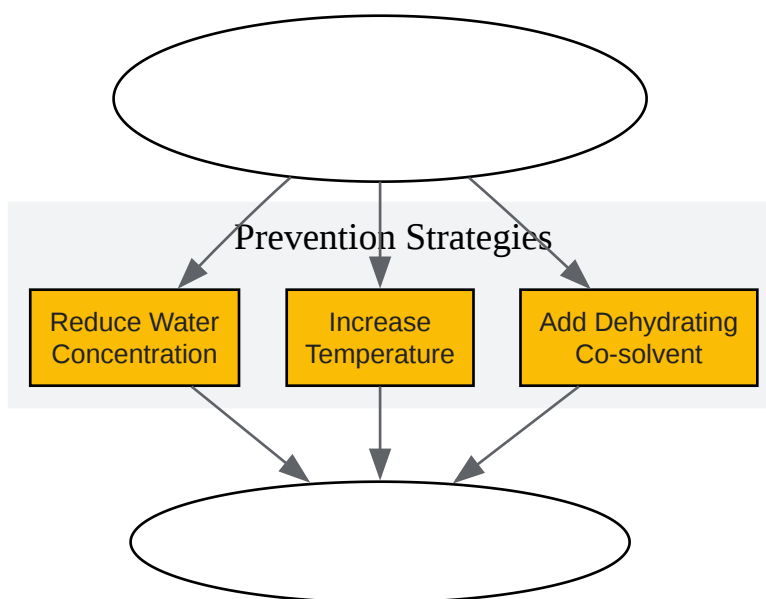 Prevention Strategies
Reduce Water
Concentration
Increase
Temperature
Add Dehydrating
Co-solvent